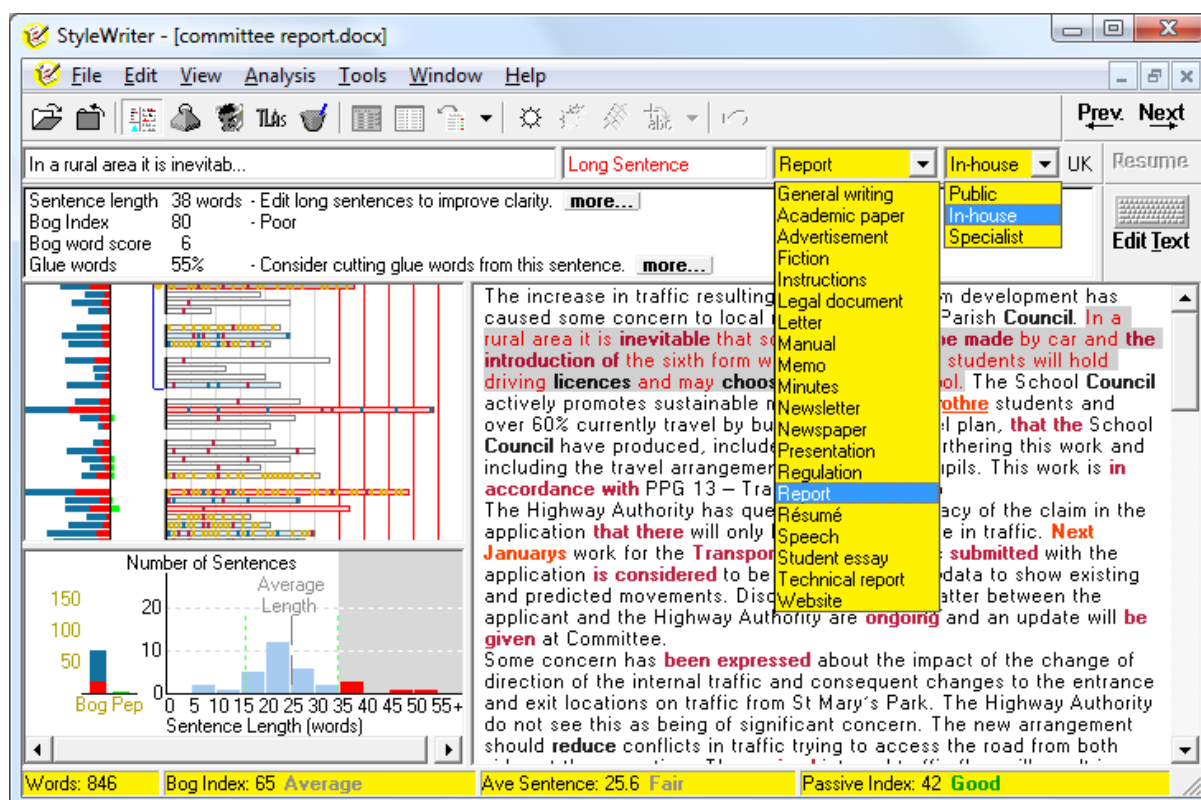 StyleWriter - [committee report.docx]
File Edit View Analysis Tools Window Help
TLAs abc Prev. Next
In a rural area it is inevitab... Long Sentence Report In-house UK Resume
Sentence length 38 words - Edit long sentences to improve clarity. more...
Bog Index 80 - Poor
Bog word score 6
Glue words 55% - Consider cutting glue words from this sentence. more...
Edit Text
General writing
Academic paper
Advertisement
Fiction
Instructions
Legal document
Letter
Manual
Memo
Minutes
Newsletter
Newspaper
Presentation
Regulation
Report
Résumé
Speech
Student essay
Technical report
Website
Public
In-house
Specialist
The increase in traffic resulting m development has
caused some concern to local Parish Council. In a
rural area it is inevitable that s be made by car and the
introduction of the sixth form w students will hold
driving licences and may choos ol. The School Council
actively promotes sustainable othre students and
over 60% currently travel by bu l plan, that the School
Council have produced, include rthering this work and
including the travel arrangemen upils. This work is in
accordance with PPG 13 – Tra
The Highway Authority has que acy of the claim in the
application that there will only e in traffic. Next
Januarys work for the Transpor submitted with the
application is considered to be data to show existing
and predicted movements. Disc atter between the
applicant and the Highway Authority are ongoing and an update will be
given at Committee.
Some concern has been expressed about the impact of the change of
direction of the internal traffic and consequent changes to the entrance
and exit locations on traffic from St Mary's Park. The Highway Authority
do not see this as being of significant concern. The new arrangement
should reduce conflicts in traffic trying to access the road from both
Number of Sentences
Average
Length
150
100
50
20
10
0
Bog Pep
0 5 10 15 20 25 30 35 40 45 50 55+
Sentence Length (words)
Words: 846 Bog Index: 65 Average Ave Sentence: 25.6 Fair Passive Index: 42 Good